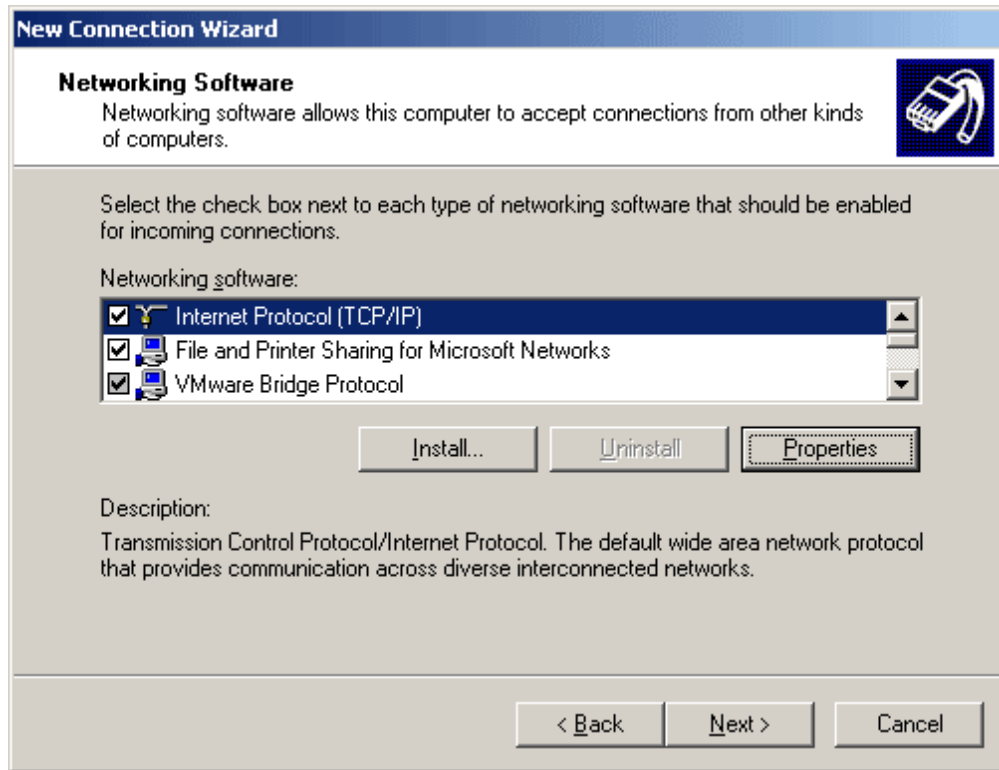 New Connection Wizard
Networking Software
Networking software allows this computer to accept connections from other kinds
of computers.
Select the check box next to each type of networking software that should be enabled
for incoming connections.
Networking software:
Internet Protocol (TCP/IP)
File and Printer Sharing for Microsoft Networks
VMware Bridge Protocol
Install... Uninstall Properties
Description:
Transmission Control Protocol/Internet Protocol. The default wide area network protocol
that provides communication across diverse interconnected networks.
< Back Next > Cancel